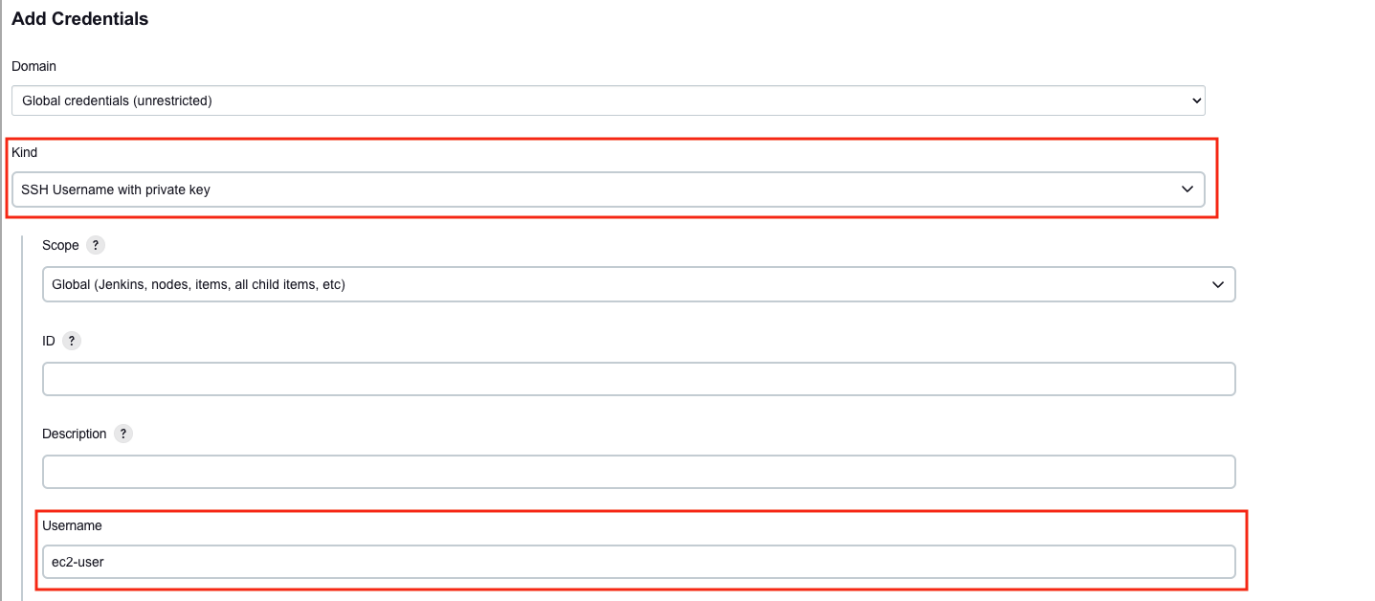 Add Credentials
Domain
Global credentials (unrestricted)
Kind
SSH Username with private key
Scope ?
Global (Jenkins, nodes, items, all child items, etc)
ID ?
Description ?
Username
ec2-user